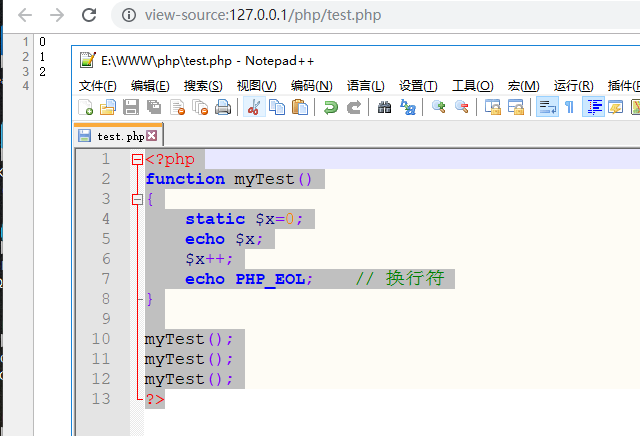 view-source:127.0.0.1/php/test.php
1 0
2 1
3 2
4
E:\WWW\php\test.php - Notepad++
文件(F) 编辑(E) 搜索(S) 视图(V) 编码(N) 语言(L) 设置(T) 工具(O) 宏(M) 运行(R) 插件(
test.php
1 <?php
2 function myTest()
3 {
4     static $x=0;
5     echo $x;
6     $x++;
7     echo PHP_EOL;    // 换行符
8 }
9
10 myTest();
11 myTest();
12 myTest();
13 ?>